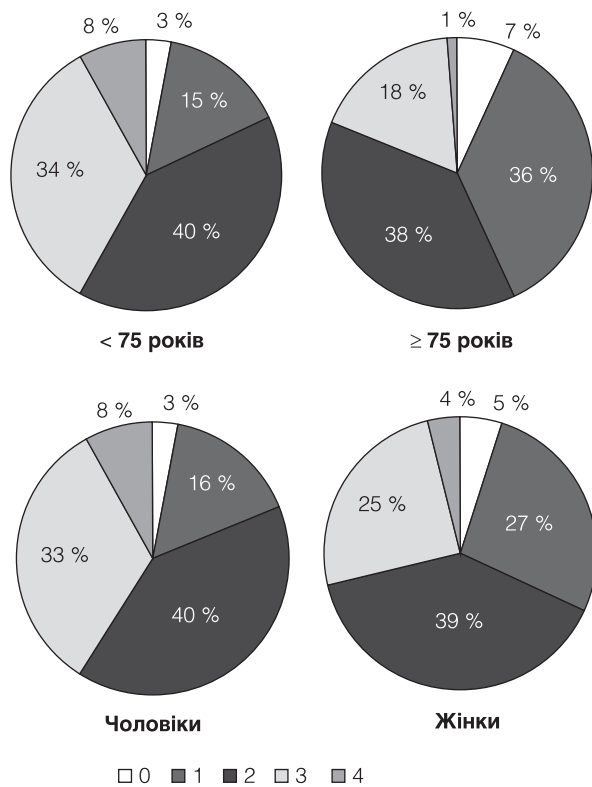 8 % 3 %
15 %
34 %
40 %
< 75 років
1 % 7 %
18 %
36 %
38 %
≥ 75 років
8 % 3 %
16 %
33 %
40 %
Чоловіки
4 % 5 %
25 %
27 %
39 %
Жінки
0 1 2 3 4